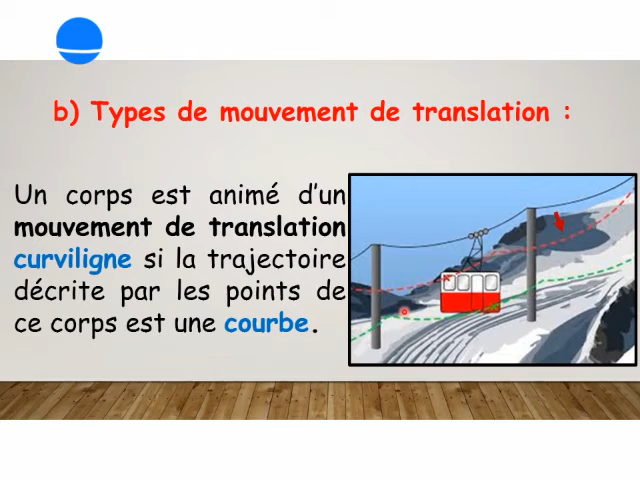 b) Types de mouvement de translation :
Un corps est animé d'un
mouvement de translation
curviligne si la trajectoire
décrite par les points de
ce corps est une courbe.